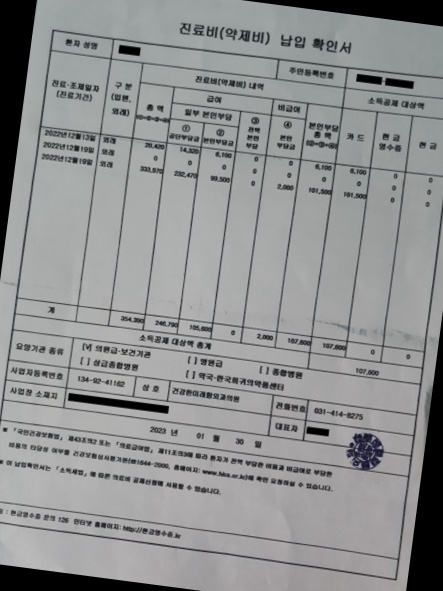 진료비(약제비) 납입 확인서
환자 성명 주민등록번호
진료·조제일자 (진료기간) 구 분 (입원, 외래) 진료비(약제비) 내역 소득공제 대상액
총 액 급여 비급여 본인부담 총 액 카 드 현 금 영수증 현 금
일부 본인부담 ③ 전액 본인 부담 ④ 본인 부담금
① 공단부담금 ② 본인부담금
2022년12월13일 외래 20,420 14,320 6,100 0 0 6,100 6,100 0 0
2022년12월19일 외래 0 0 0 0 0 0 0 0 0
2022년12월19일 외래 333,970 232,470 99,500 0 2,000 101,500 101,500 0 0
계 354,390 246,790 105,600 0 2,000 107,600 107,600 0 0
소득공제 대상액 총계 107,600
요양기관 종류 [V] 의원급·보건기관 [ ] 병원급 [ ] 종합병원
[ ] 상급종합병원 [ ] 약국·한국희귀의약품센터
사업자등록번호 134-92-41162 상 호 건강한미래항외과의원 전화번호 031-414-8275
사업장 소재지 대표자
2023 년 01 월 30 일
* 「국민건강보험법」 제43조의2 또는 「의료급여법」 제11조의3에 따라 환자가 전액 부담한 비용과 비급여로 부담한
비용의 타당성 여부를 건강보험심사평가원(☎1644-2000, 홈페이지: www.hira.or.kr)에 확인 요청하실 수 있습니다.
* 이 납입확인서는 「소득세법」에 따른 의료비 공제신청에 사용할 수 있습니다.
: 현금영수증 문의 126 인터넷 홈페이지: http://현금영수증.kr